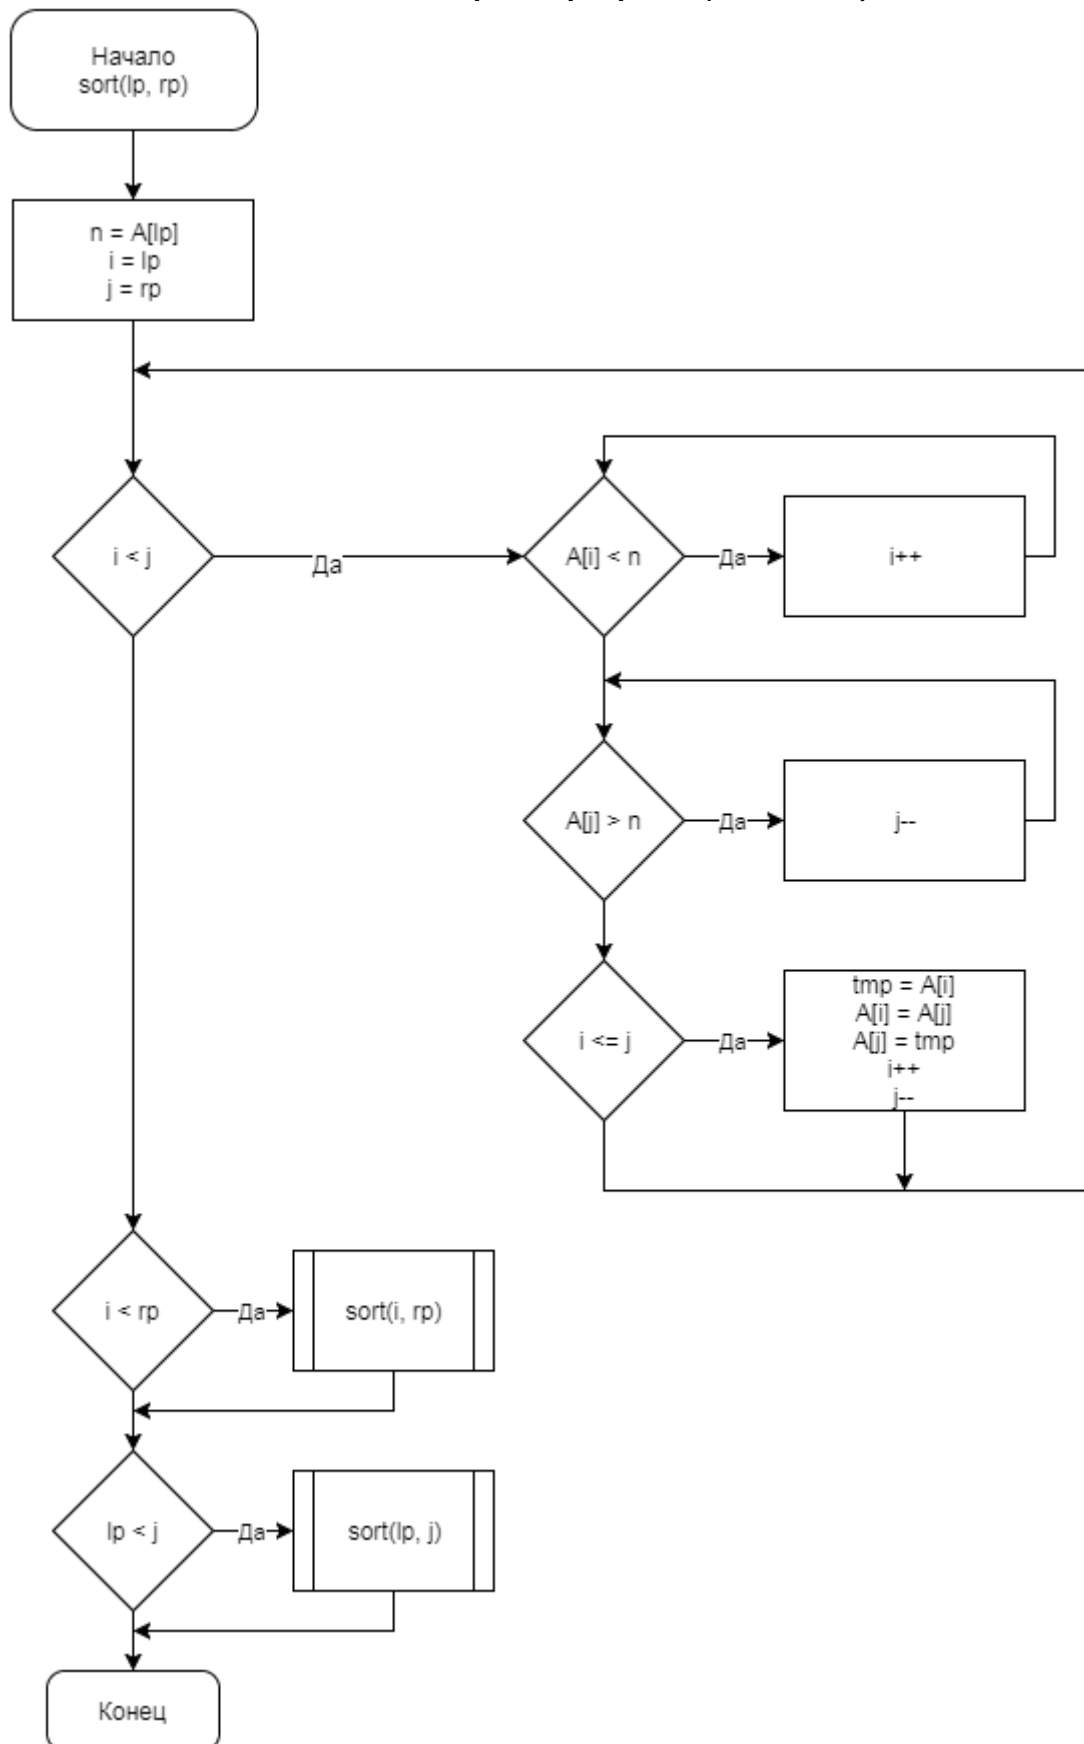 Начало
sort(lp, rp)
n = A[lp]
i = lp
j = rp
i < j
Да
A[i] < n
Да
i++
A[j] > n
Да
j--
i <= j
Да
tmp = A[i]
A[i] = A[j]
A[j] = tmp
i++
j--
i < rp
Да
sort(i, rp)
lp < j
Да
sort(lp, j)
Конец